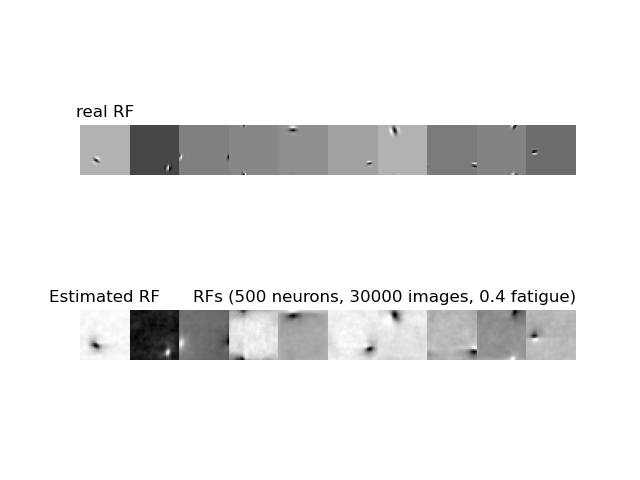 real RF
Estimated RF
RFs (500 neurons, 30000 images, 0.4 fatigue)